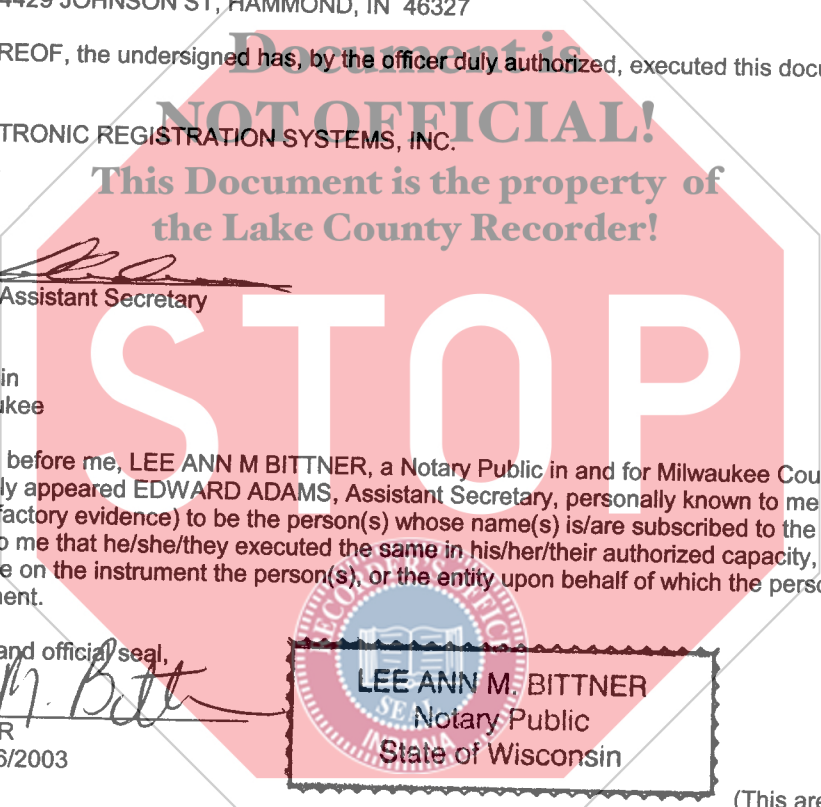 4429 JOHNSON ST, HAMMOND, IN 46327
Document is
REOF, the undersigned has, by the officer duly authorized, executed this docu
NOT OFFICIAL!
TRONIC REGISTRATION SYSTEMS, INC.
This Document is the property of
the Lake County Recorder!
Assistant Secretary
STOP
in
ukee
before me, LEE ANN M BITTNER, a Notary Public in and for Milwaukee Cou
ly appeared EDWARD ADAMS, Assistant Secretary, personally known to me
factory evidence) to be the person(s) whose name(s) is/are subscribed to the
o me that he/she/they executed the same in his/her/their authorized capacity,
e on the instrument the person(s), or the entity upon behalf of which the perso
ent.
RECORDER'S OFFIC
and official seal,
M. Bitt
LEE ANN M. BITTNER
SEAL
Notary Public
R
INDIANA
State of Wisconsin
6/2003
(This are